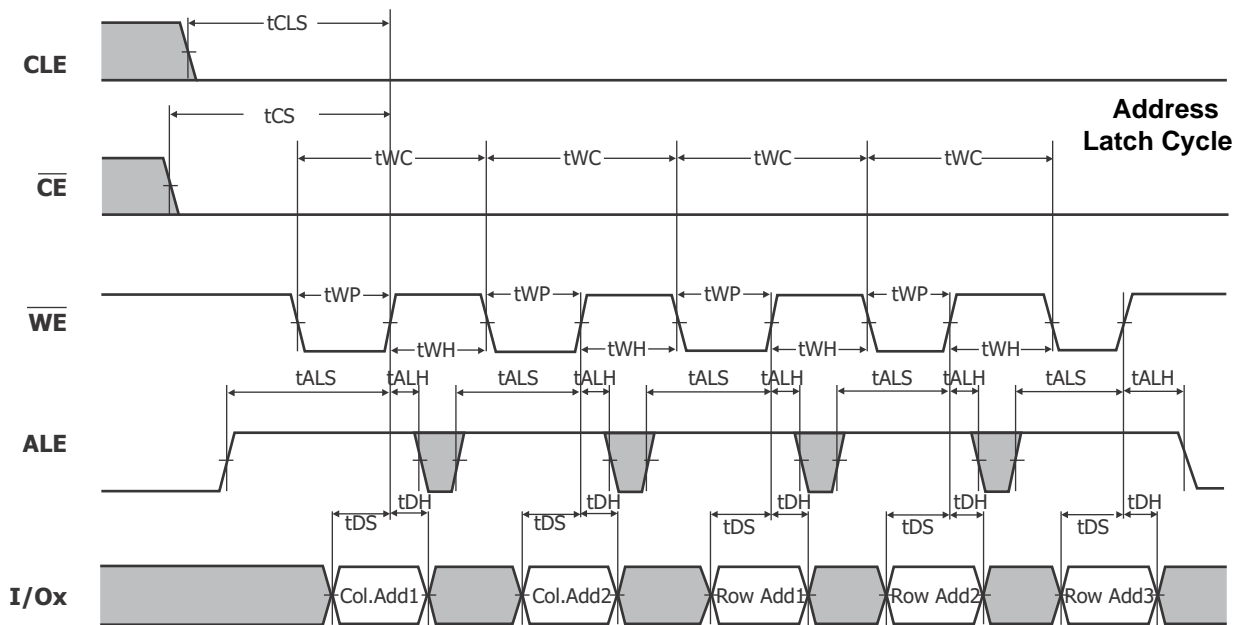 tCLS
CLE
tCS
Address
Latch Cycle
tWC tWC tWC tWC
CE
tWP tWP tWP tWP
WE
tWH tWH tWH tWH
tALS tALH tALS tALH tALS tALH tALS tALH tALS tALH
ALE
tDH tDH tDH tDH tDH
tDS tDS tDS tDS tDS
I/Ox Col.Add1 Col.Add2 Row Add1 Row Add2 Row Add3